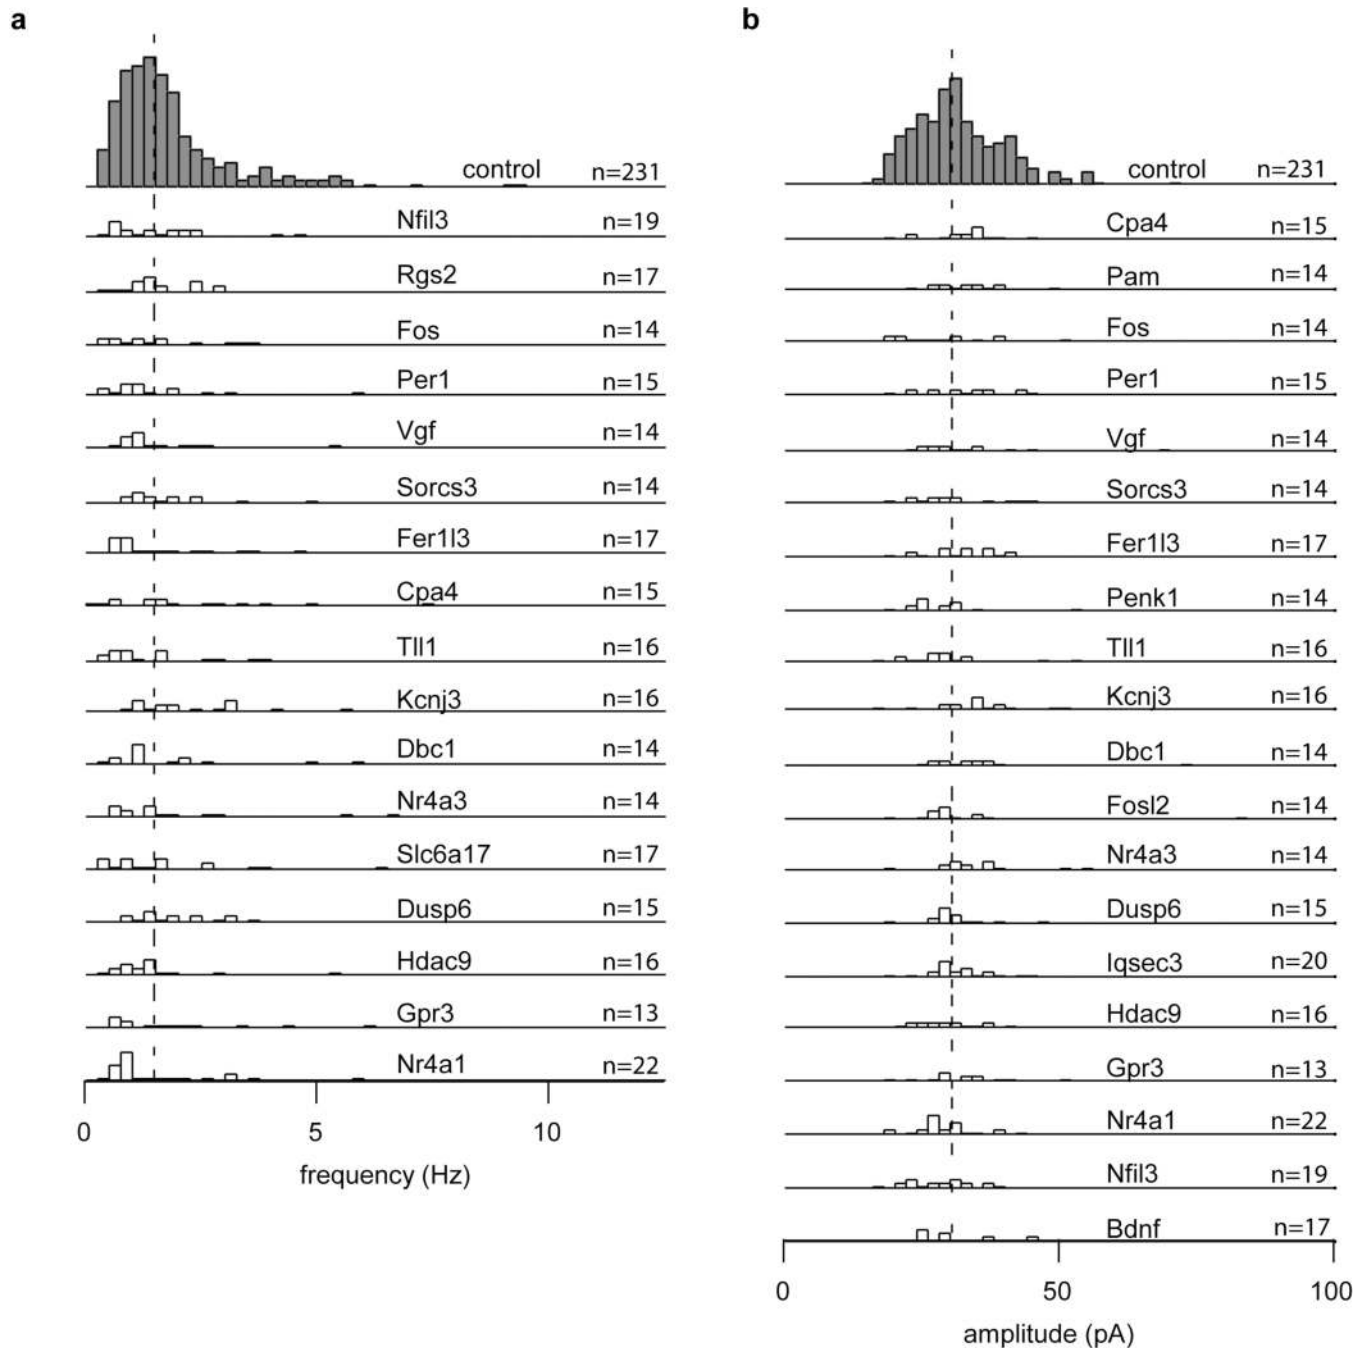 a
control n=231
Nfil3 n=19
Rgs2 n=17
Fos n=14
Per1 n=15
Vgf n=14
Sorcs3 n=14
Fer1l3 n=17
Cpa4 n=15
Tll1 n=16
Kcnj3 n=16
Dbc1 n=14
Nr4a3 n=14
Slc6a17 n=17
Dusp6 n=15
Hdac9 n=16
Gpr3 n=13
Nr4a1 n=22
0 5 10
frequency (Hz)
b
control n=231
Cpa4 n=15
Pam n=14
Fos n=14
Per1 n=15
Vgf n=14
Sorcs3 n=14
Fer1l3 n=17
Penk1 n=14
Tll1 n=16
Kcnj3 n=16
Dbc1 n=14
Fosl2 n=14
Nr4a3 n=14
Dusp6 n=15
Iqsec3 n=20
Hdac9 n=16
Gpr3 n=13
Nr4a1 n=22
Nfil3 n=19
Bdnf n=17
0 50 100
amplitude (pA)